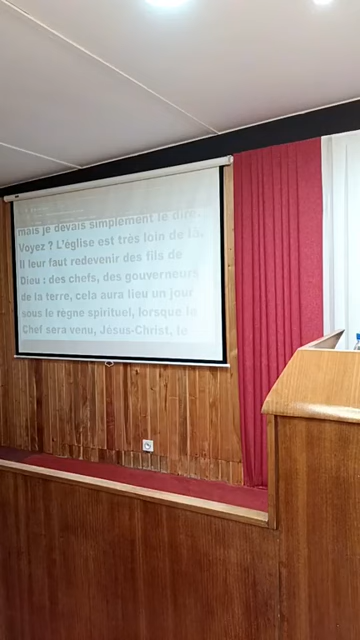 mais je devais simplement le dire.
Voyez ? L'église est très loin de là.
Il leur faut redevenir des fils de
Dieu : des chefs, des gouverneurs
de la terre, cela aura lieu un jour
sous le règne spirituel, lorsque le
Chef sera venu, Jésus-Christ, le